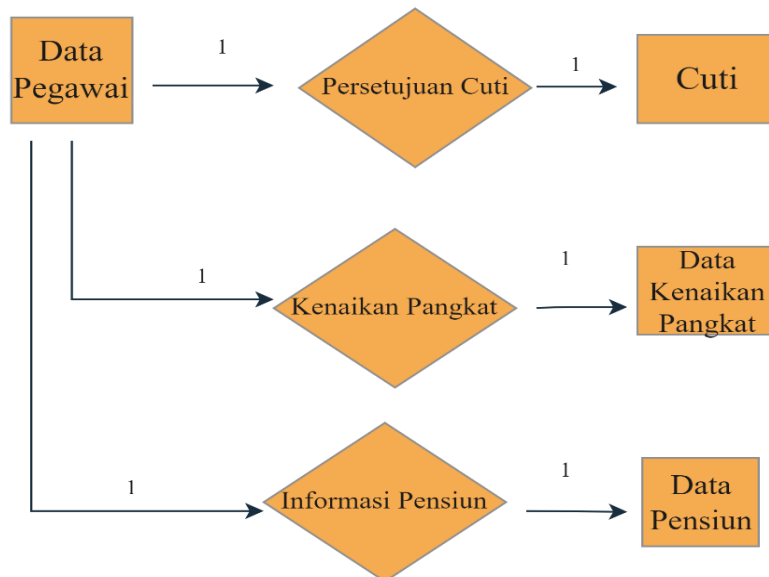 Data
Pegawai
1
Persetujuan Cuti
1
Cuti
1
Kenaikan Pangkat
1
Data
Kenaikan
Pangkat
1
Informasi Pensiun
1
Data
Pensiun